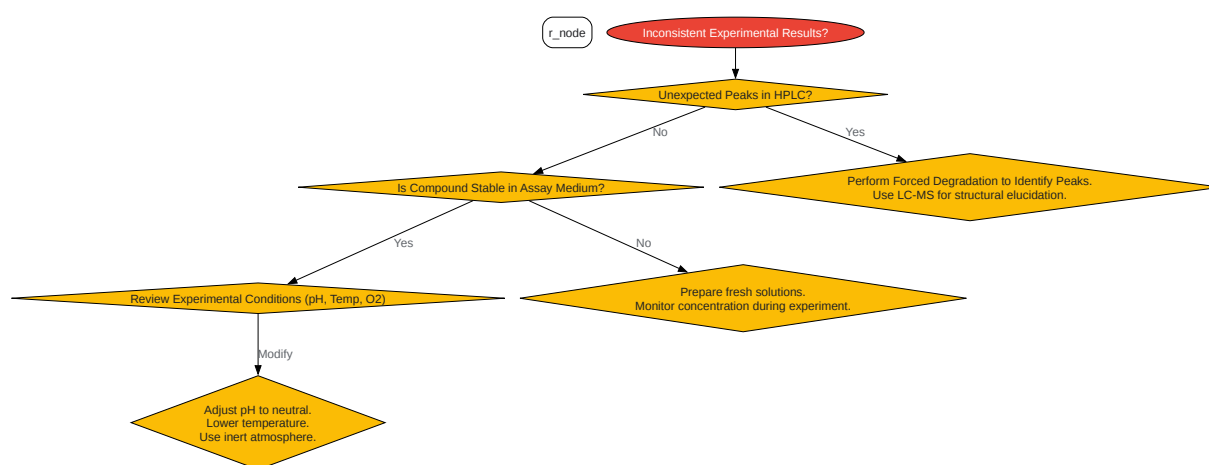 r_node
Inconsistent Experimental Results?
Unexpected Peaks in HPLC?
No
Yes
Is Compound Stable in Assay Medium?
Perform Forced Degradation to Identify Peaks.
Use LC-MS for structural elucidation.
Yes
No
Review Experimental Conditions (pH, Temp, O2)
Prepare fresh solutions.
Monitor concentration during experiment.
Modify
Adjust pH to neutral.
Lower temperature.
Use inert atmosphere.